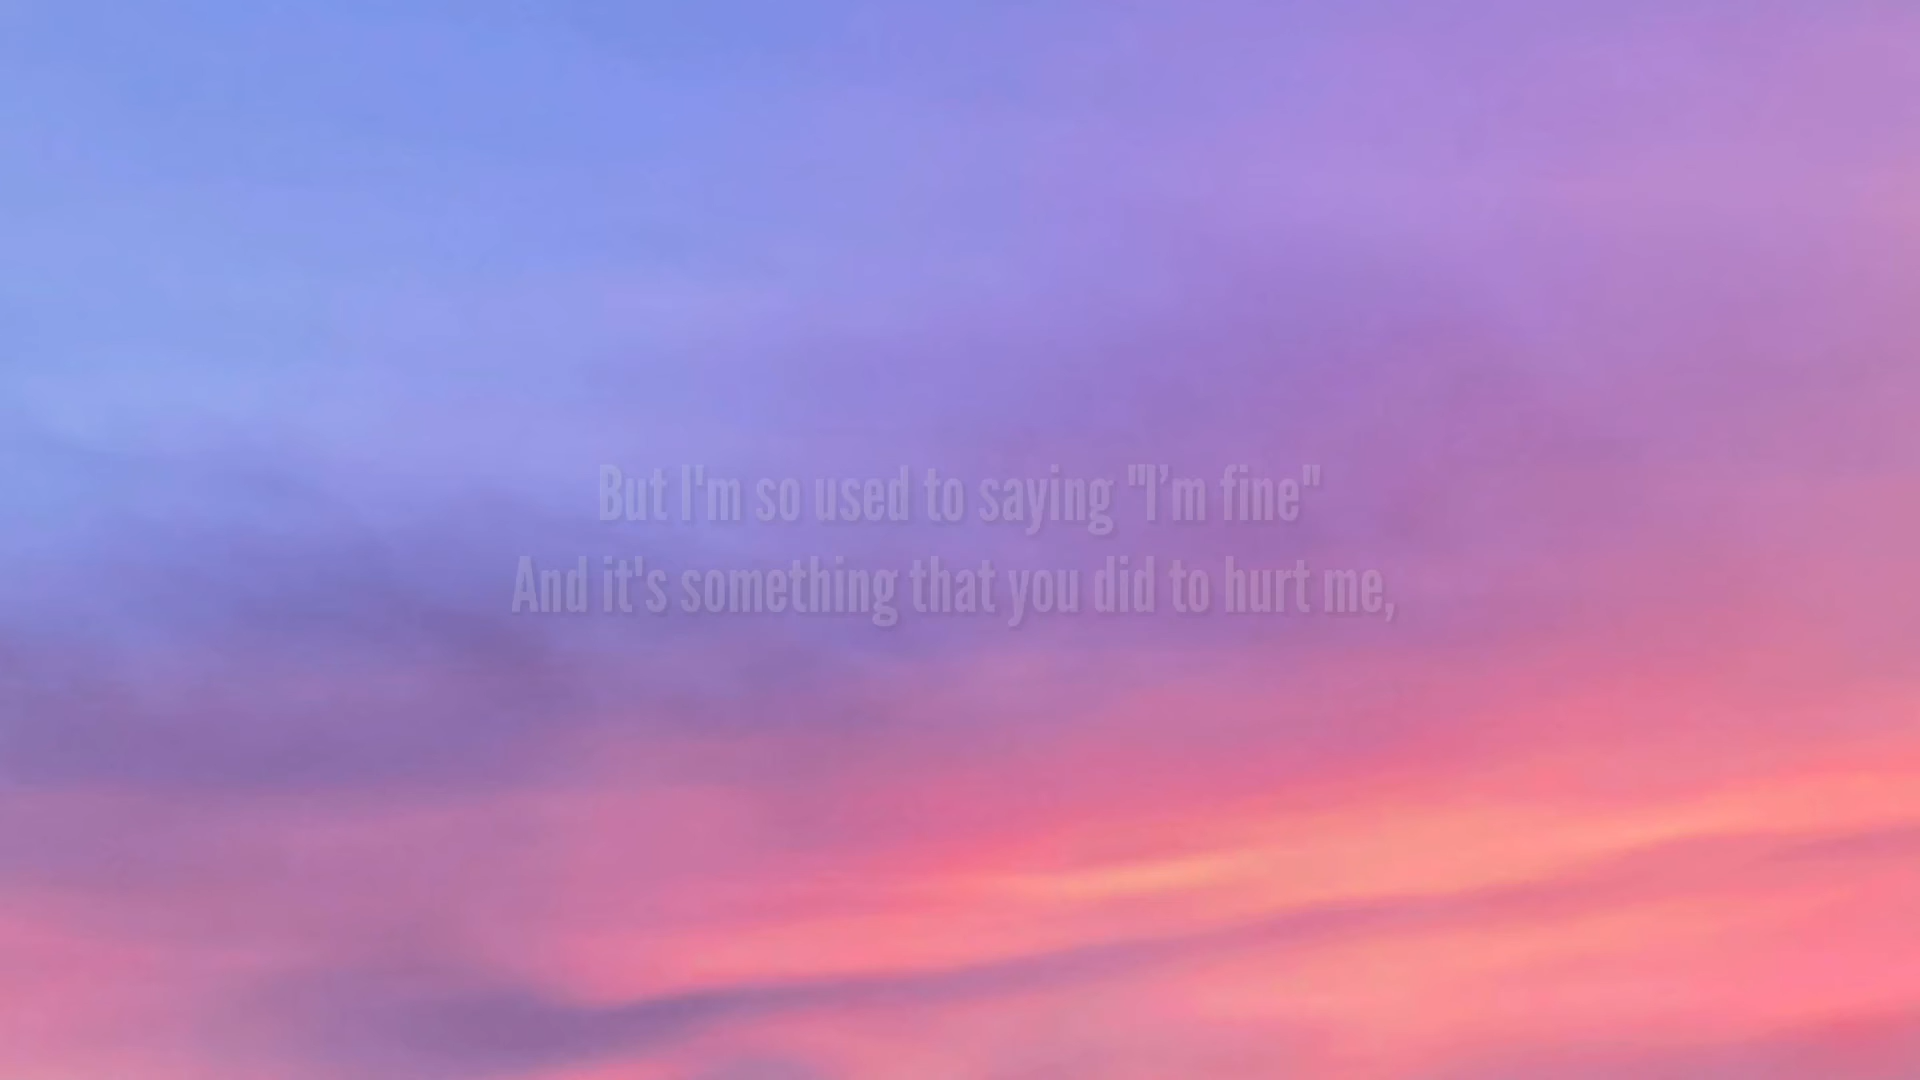 But I'm so used to saying "I’m fine"
And it's something that you did to hurt me,